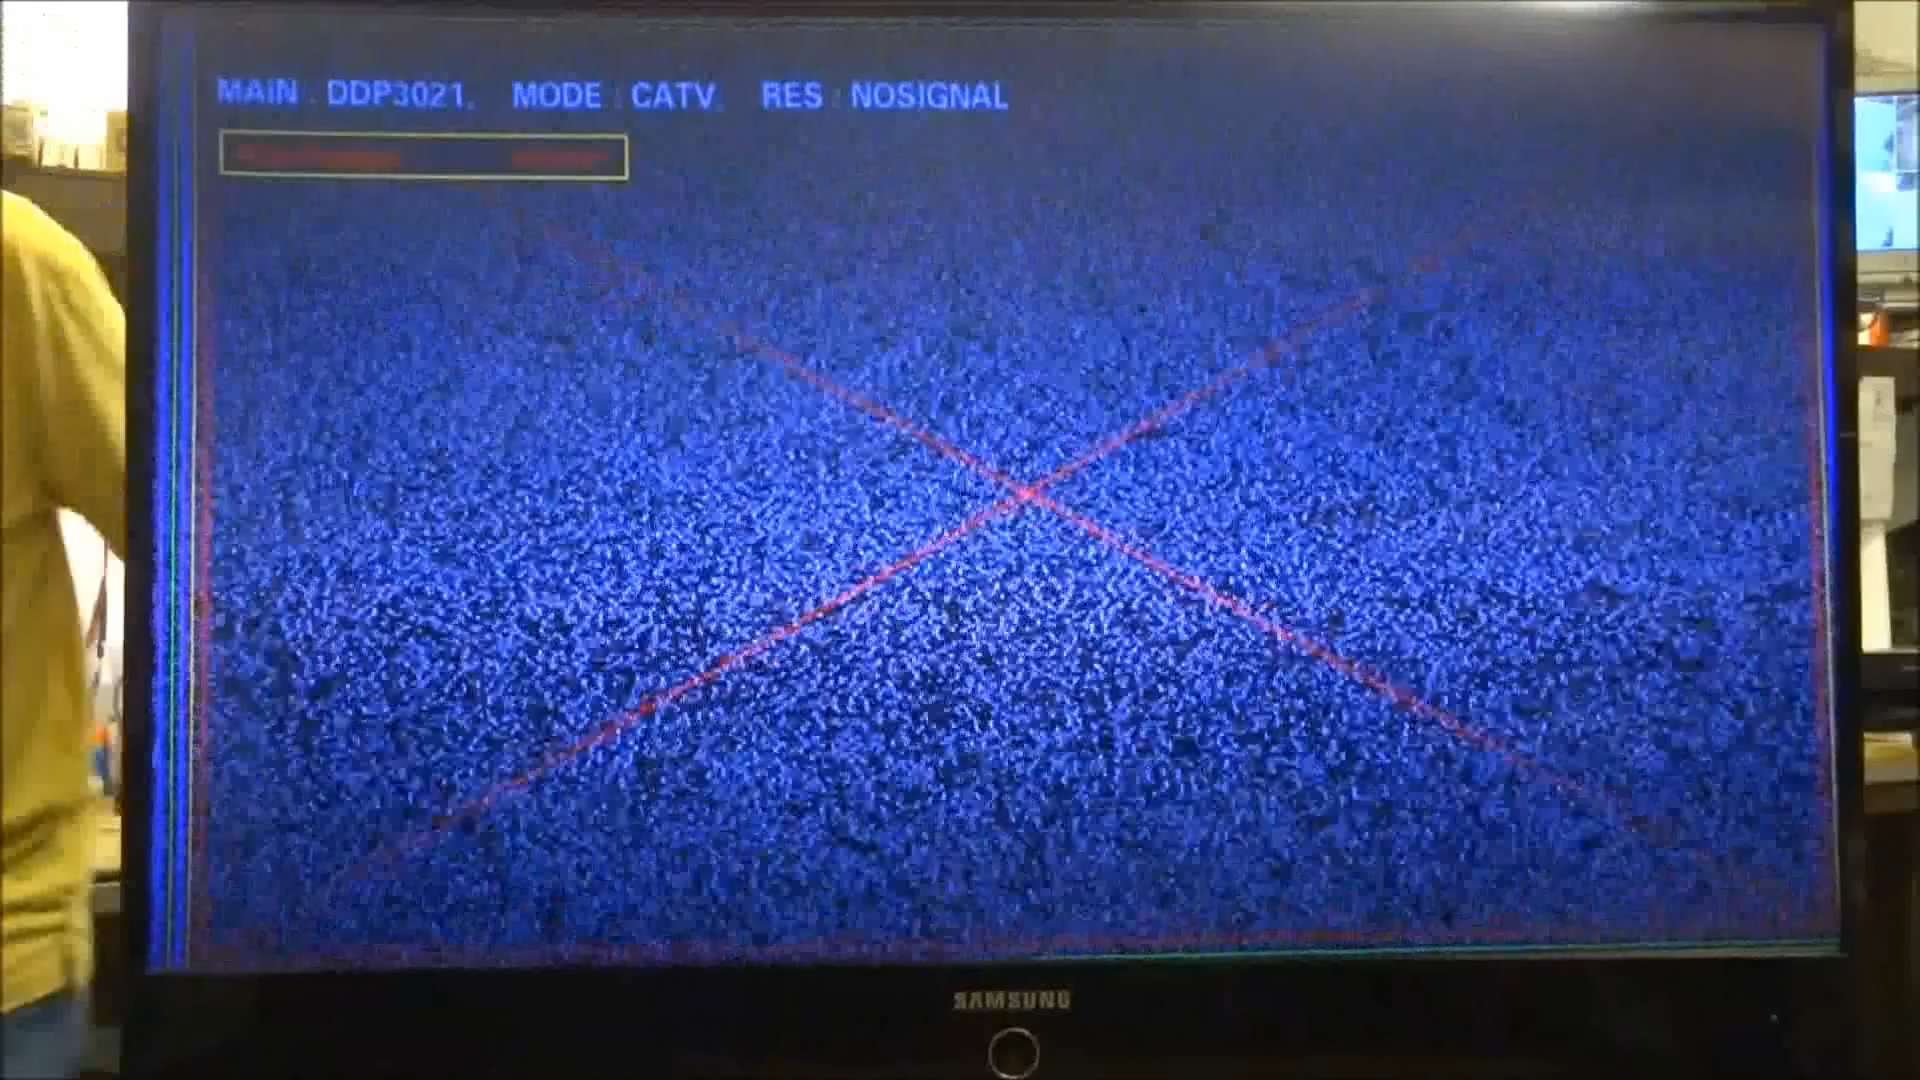 MAIN : DDP3021, MODE : CATV, RES : NOSIGNAL
SAMSUNG